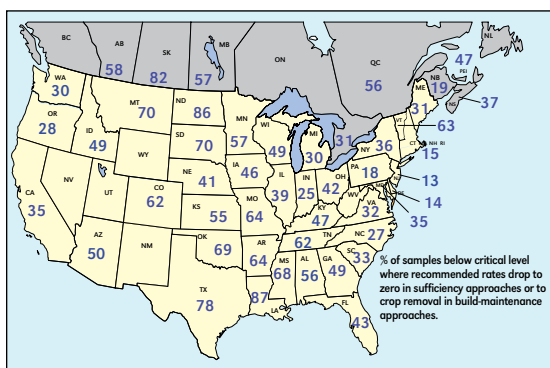 BC
AB
58
SK
82
MB
57
ON
31
QC
56
NL
47
PEI
NB
19
NS
37
WA
30
OR
28
ID
49
MT
70
ND
86
SD
70
WY
NE
41
MN
57
WI
49
MI
30
IA
46
IL
39
IN
25
OH
42
PA
18
NY
36
VT
ME
31
63
NH
RI
CT
15
NJ
13
14
DE
MD
35
CA
35
NV
UT
CO
62
KS
55
MO
64
KY
47
WV
VA
32
AZ
50
NM
OK
69
AR
64
TN
62
NC
27
SC
33
TX
78
LA
87
MS
68
AL
56
GA
49
FL
43
% of samples below critical level
where recommended rates drop to
zero in sufficiency approaches or to
crop removal in build-maintenance
approaches.